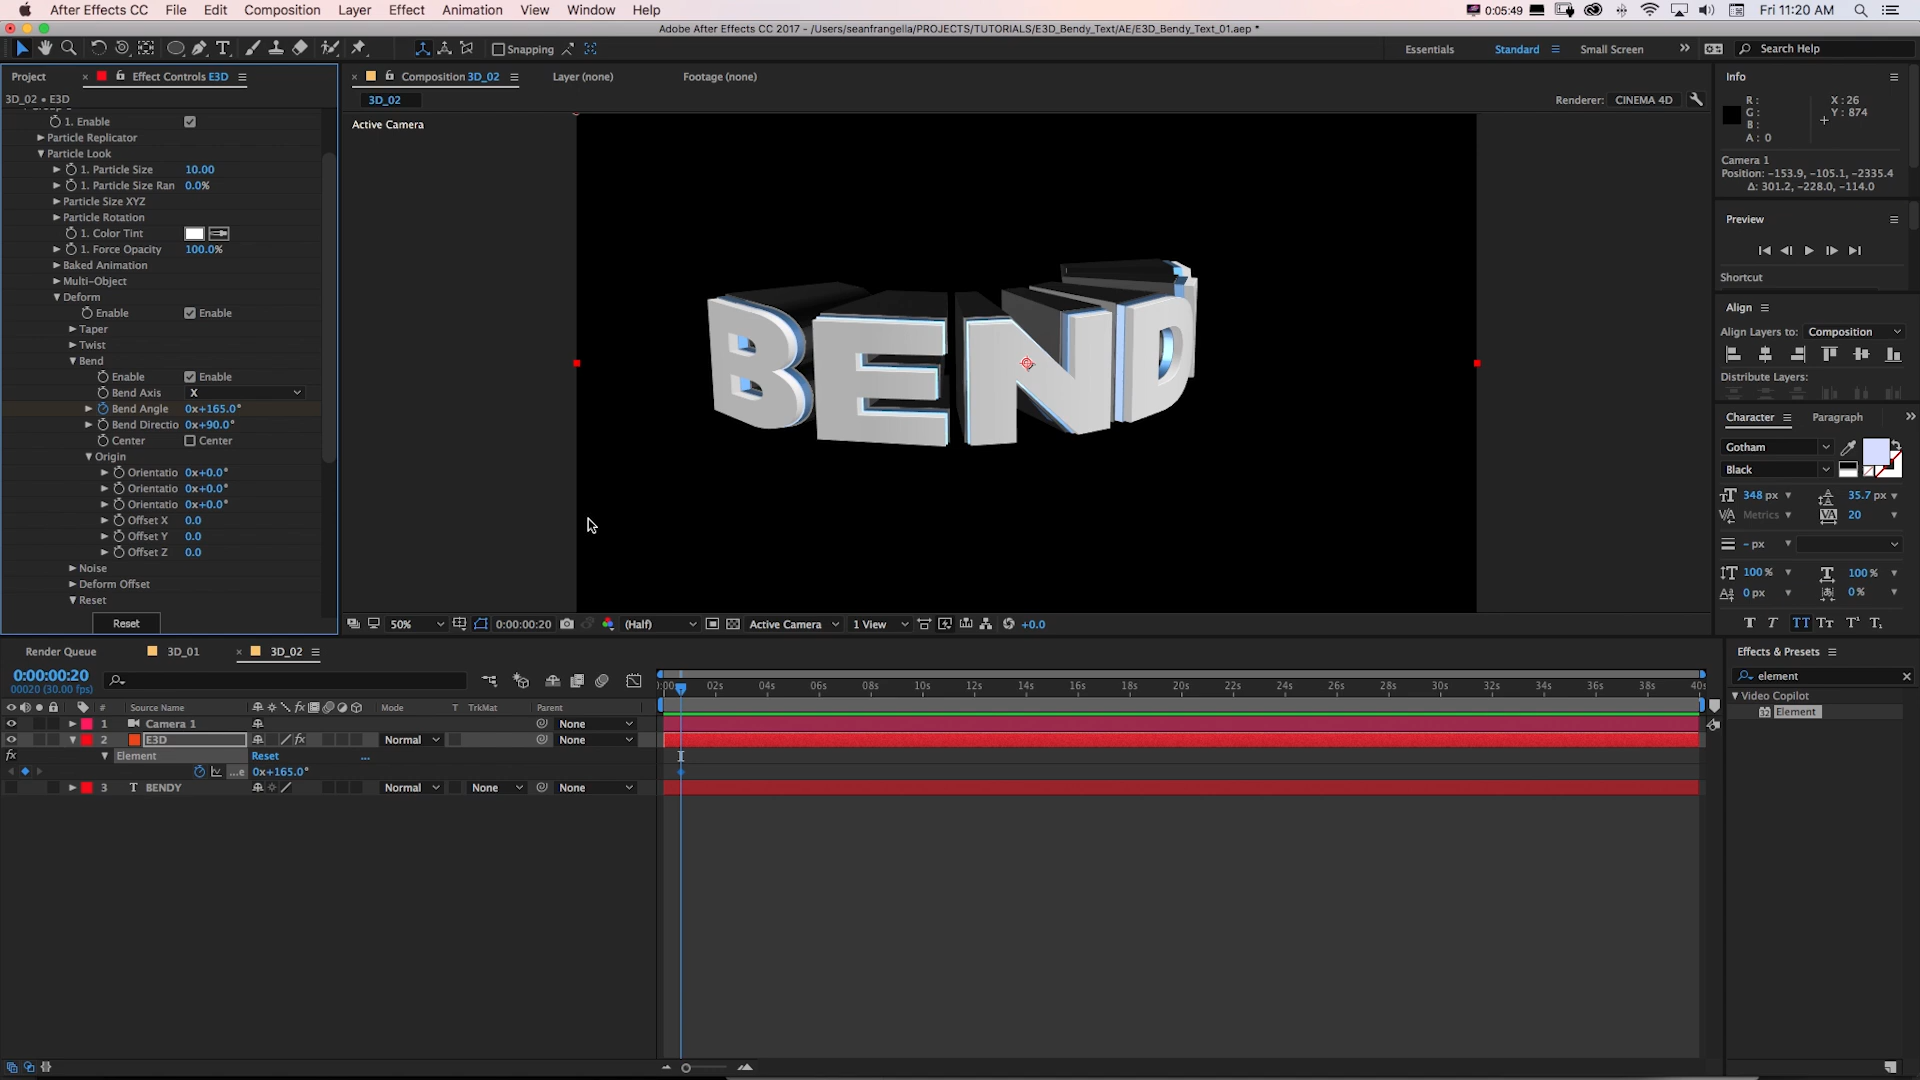 After Effects CC File Edit Composition Layer Effect Animation View Window Help 0:05:49 Fri 11:20 AM
Adobe After Effects CC 2017 - /Users/seanfrangella/PROJECTS/TUTORIALS/E3D_Bendy_Text/AE/E3D_Bendy_Text_01.aep *
Snapping Essentials Standard Small Screen Search Help
Project Effect Controls E3D Composition 3D_02 Layer (none) Footage (none)
3D_02 • E3D
3D_02 Renderer: CINEMA 4D
Active Camera
1. Enable
Particle Replicator
Particle Look
1. Particle Size 10.00
1. Particle Size Ran 0.0%
Particle Size XYZ
Particle Rotation
1. Color Tint
1. Force Opacity 100.0%
Baked Animation
Multi-Object
Deform
Enable Enable
Taper
Twist
Bend
Enable Enable
Bend Axis X
Bend Angle 0x+165.0°
Bend Directio 0x+90.0°
Center Center
Origin
Orientatio 0x+0.0°
Orientatio 0x+0.0°
Orientatio 0x+0.0°
Offset X 0.0
Offset Y 0.0
Offset Z 0.0
Noise
Deform Offset
Reset
Reset
BEND
50% 0:00:00:20 (Half) Active Camera 1 View +0.0
Info
R: X: 26
G: Y: 874
B:
A: 0
Camera 1
Position: -153.9, -105.1, -2335.4
Δ: 301.2, -228.0, -114.0
Preview
Shortcut
Align
Align Layers to: Composition
Distribute Layers:
Character Paragraph
Gotham
Black
348 px 35.7 px
Metrics 20
- px
100 % 100 %
0 px 0 %
Render Queue 3D_01 3D_02
0:00:00:20
00020 (30.00 fps)
:00s 02s 04s 06s 08s 10s 12s 14s 16s 18s 20s 22s 24s 26s 28s 30s 32s 34s 36s 38s 40s
# Source Name Mode T TrkMat Parent
1 Camera 1 None
2 E3D Normal None
fx Element Reset ...
...e 0x+165.0°
3 T BENDY Normal None None
Effects & Presets
element
Video Copilot
Element